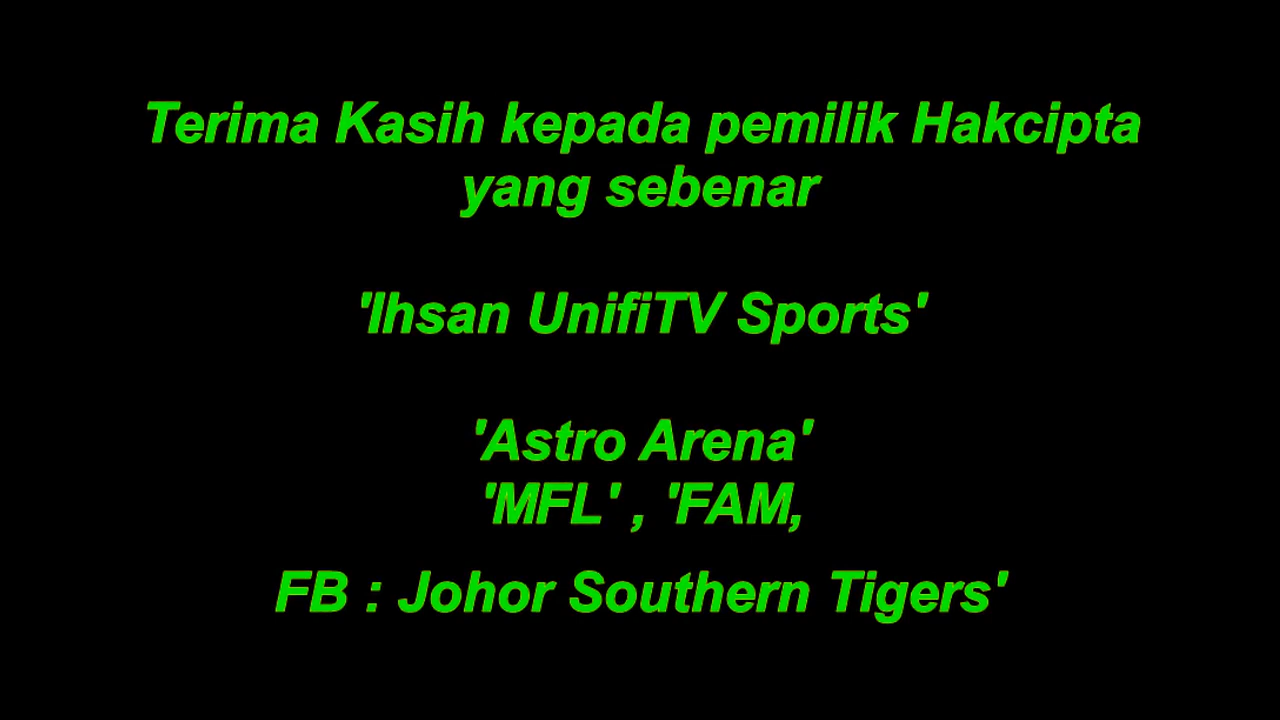 Terima Kasih kepada pemilik Hakcipta
yang sebenar
'Ihsan UnifiTV Sports'
'Astro Arena'
'MFL' , 'FAM,
FB : Johor Southern Tigers'